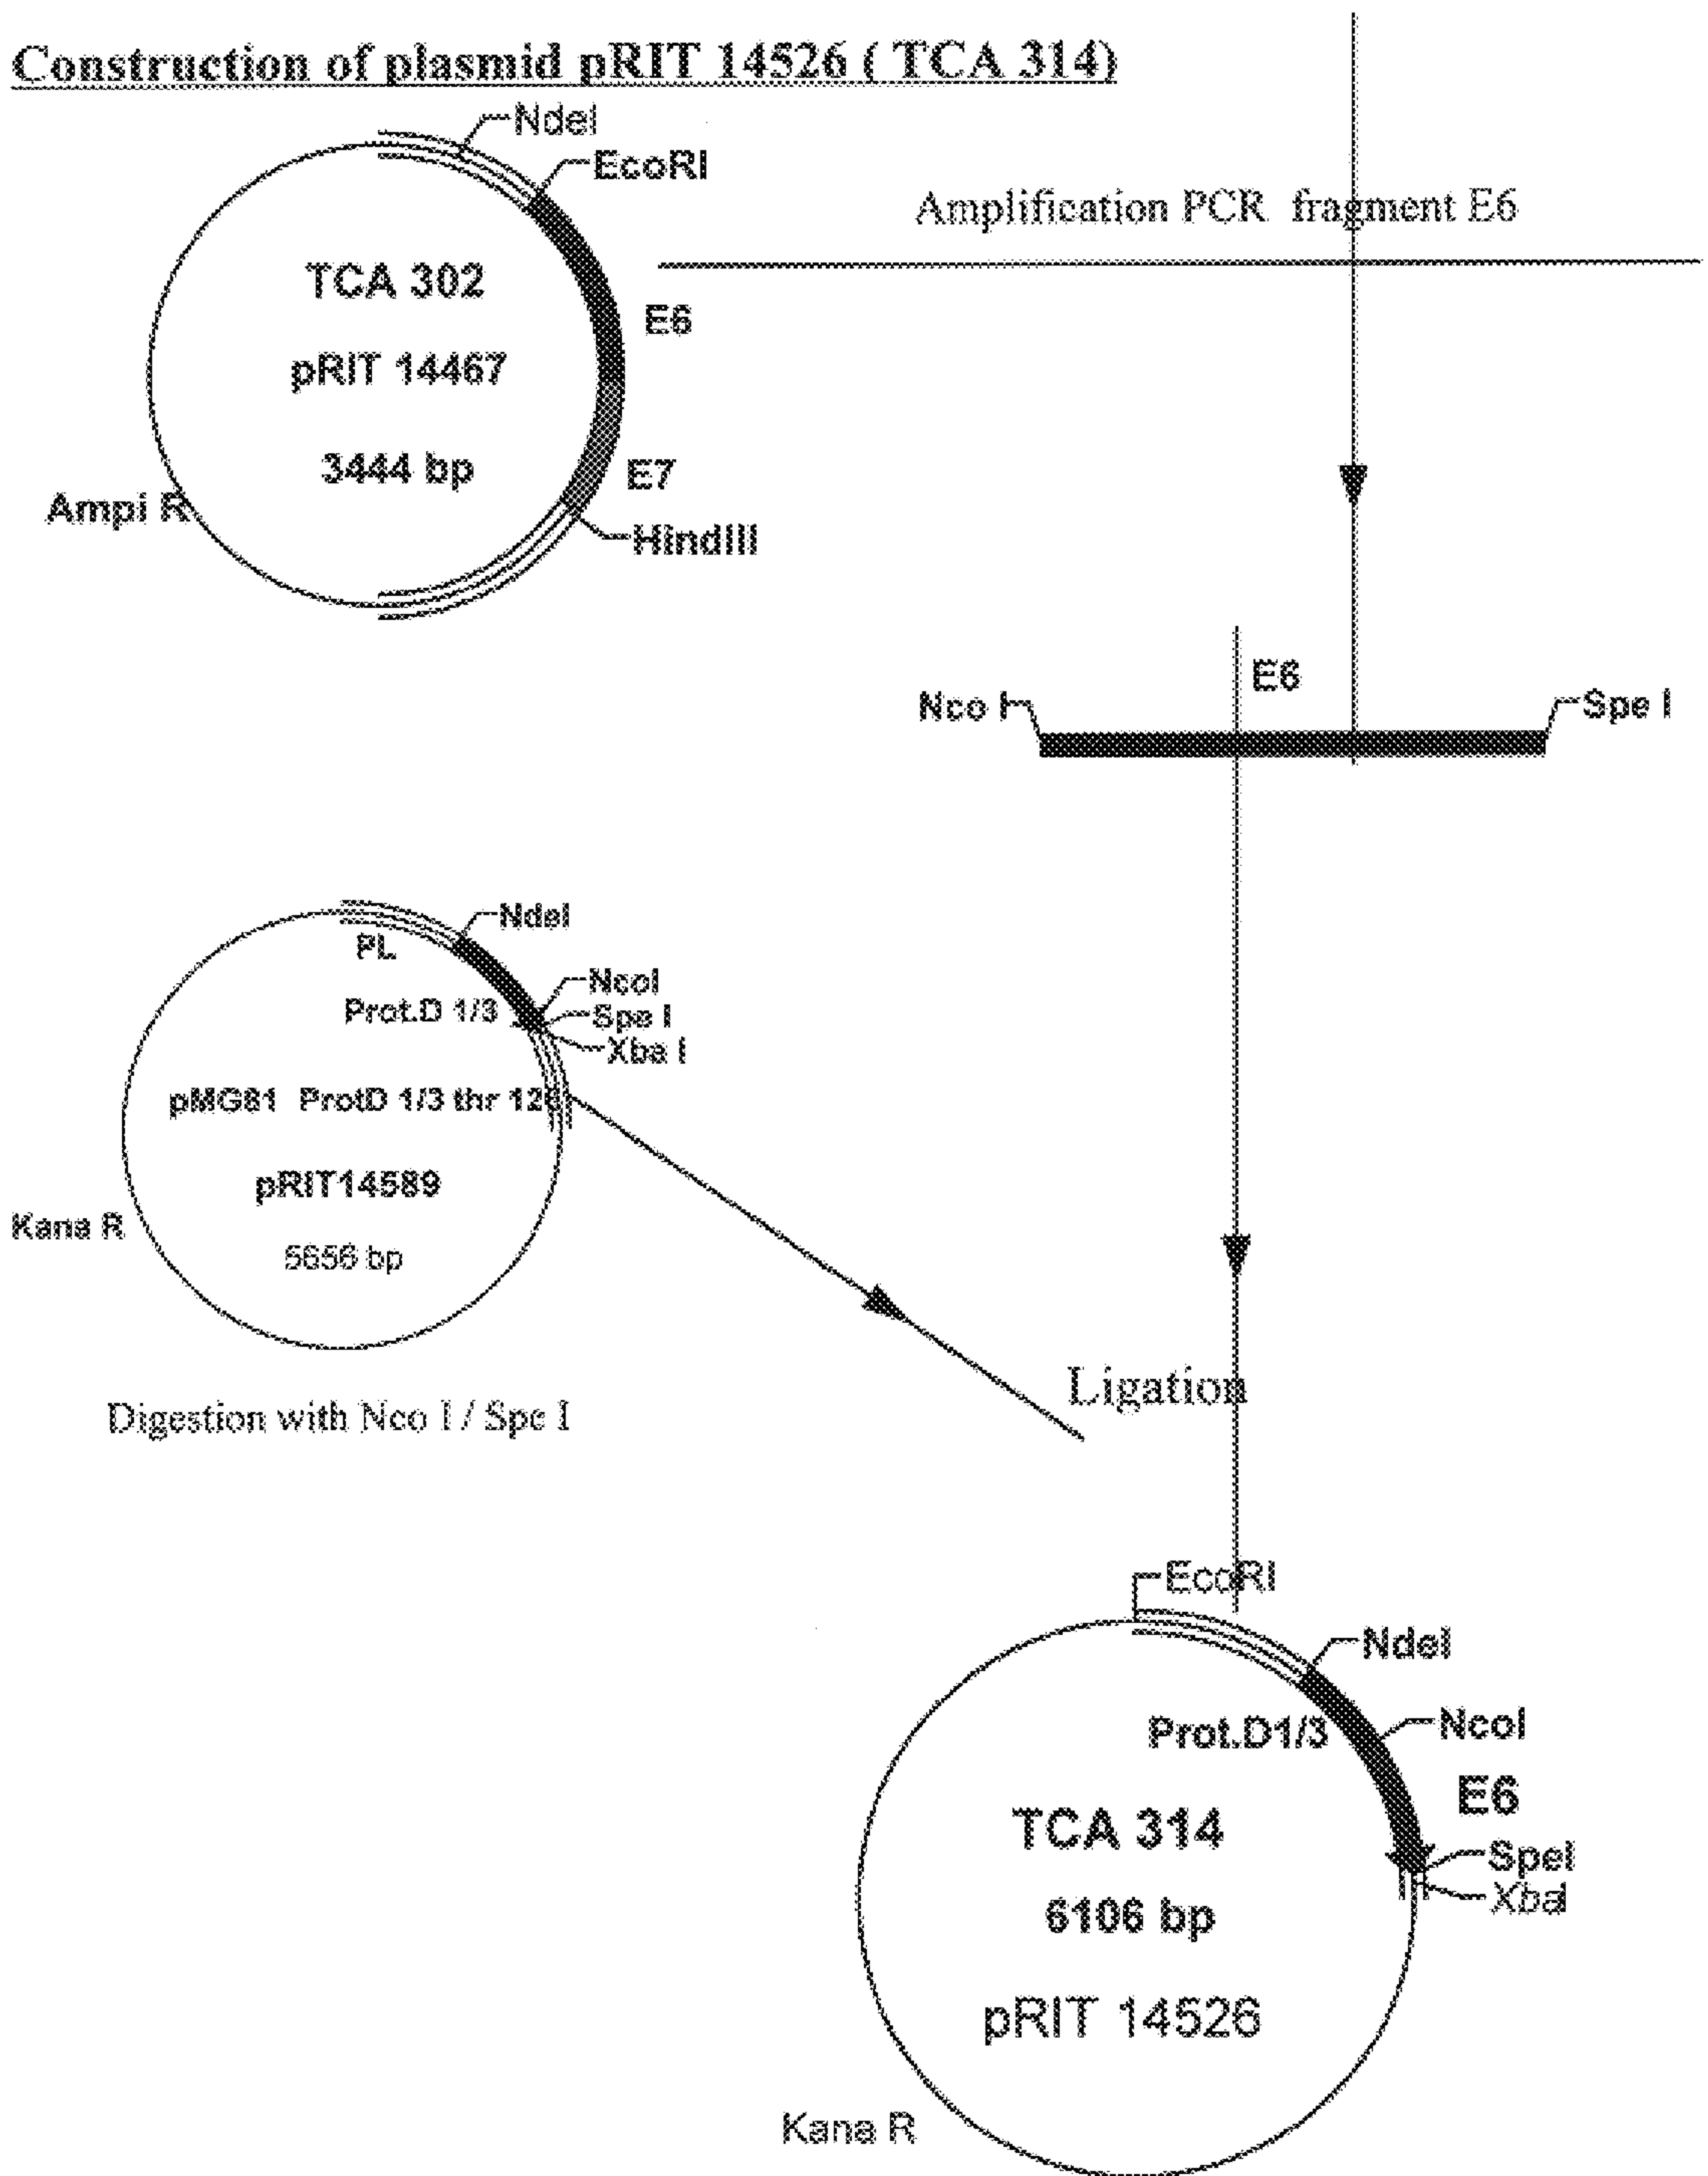 Construction of plasmid pRIT 14526 ( TCA 314)
NdeI
EcoRI
Amplification PCR fragment E6
TCA 302
E6
pRIT 14467
3444 bp
E7
Ampi R
HindIII
E6
Nco I
Spe I
NdeI
PL
NcoI
Prot.D 1/3
Spe I
Xba I
pMG81 ProtD 1/3 thr
pRIT14589
Kana R
5656 bp
Digestion with Nco I / Spe I
Ligation
EcoRI
NdeI
Prot.D1/3
NcoI
E6
TCA 314
SpeI
XbaI
6106 bp
pRIT 14526
Kana R